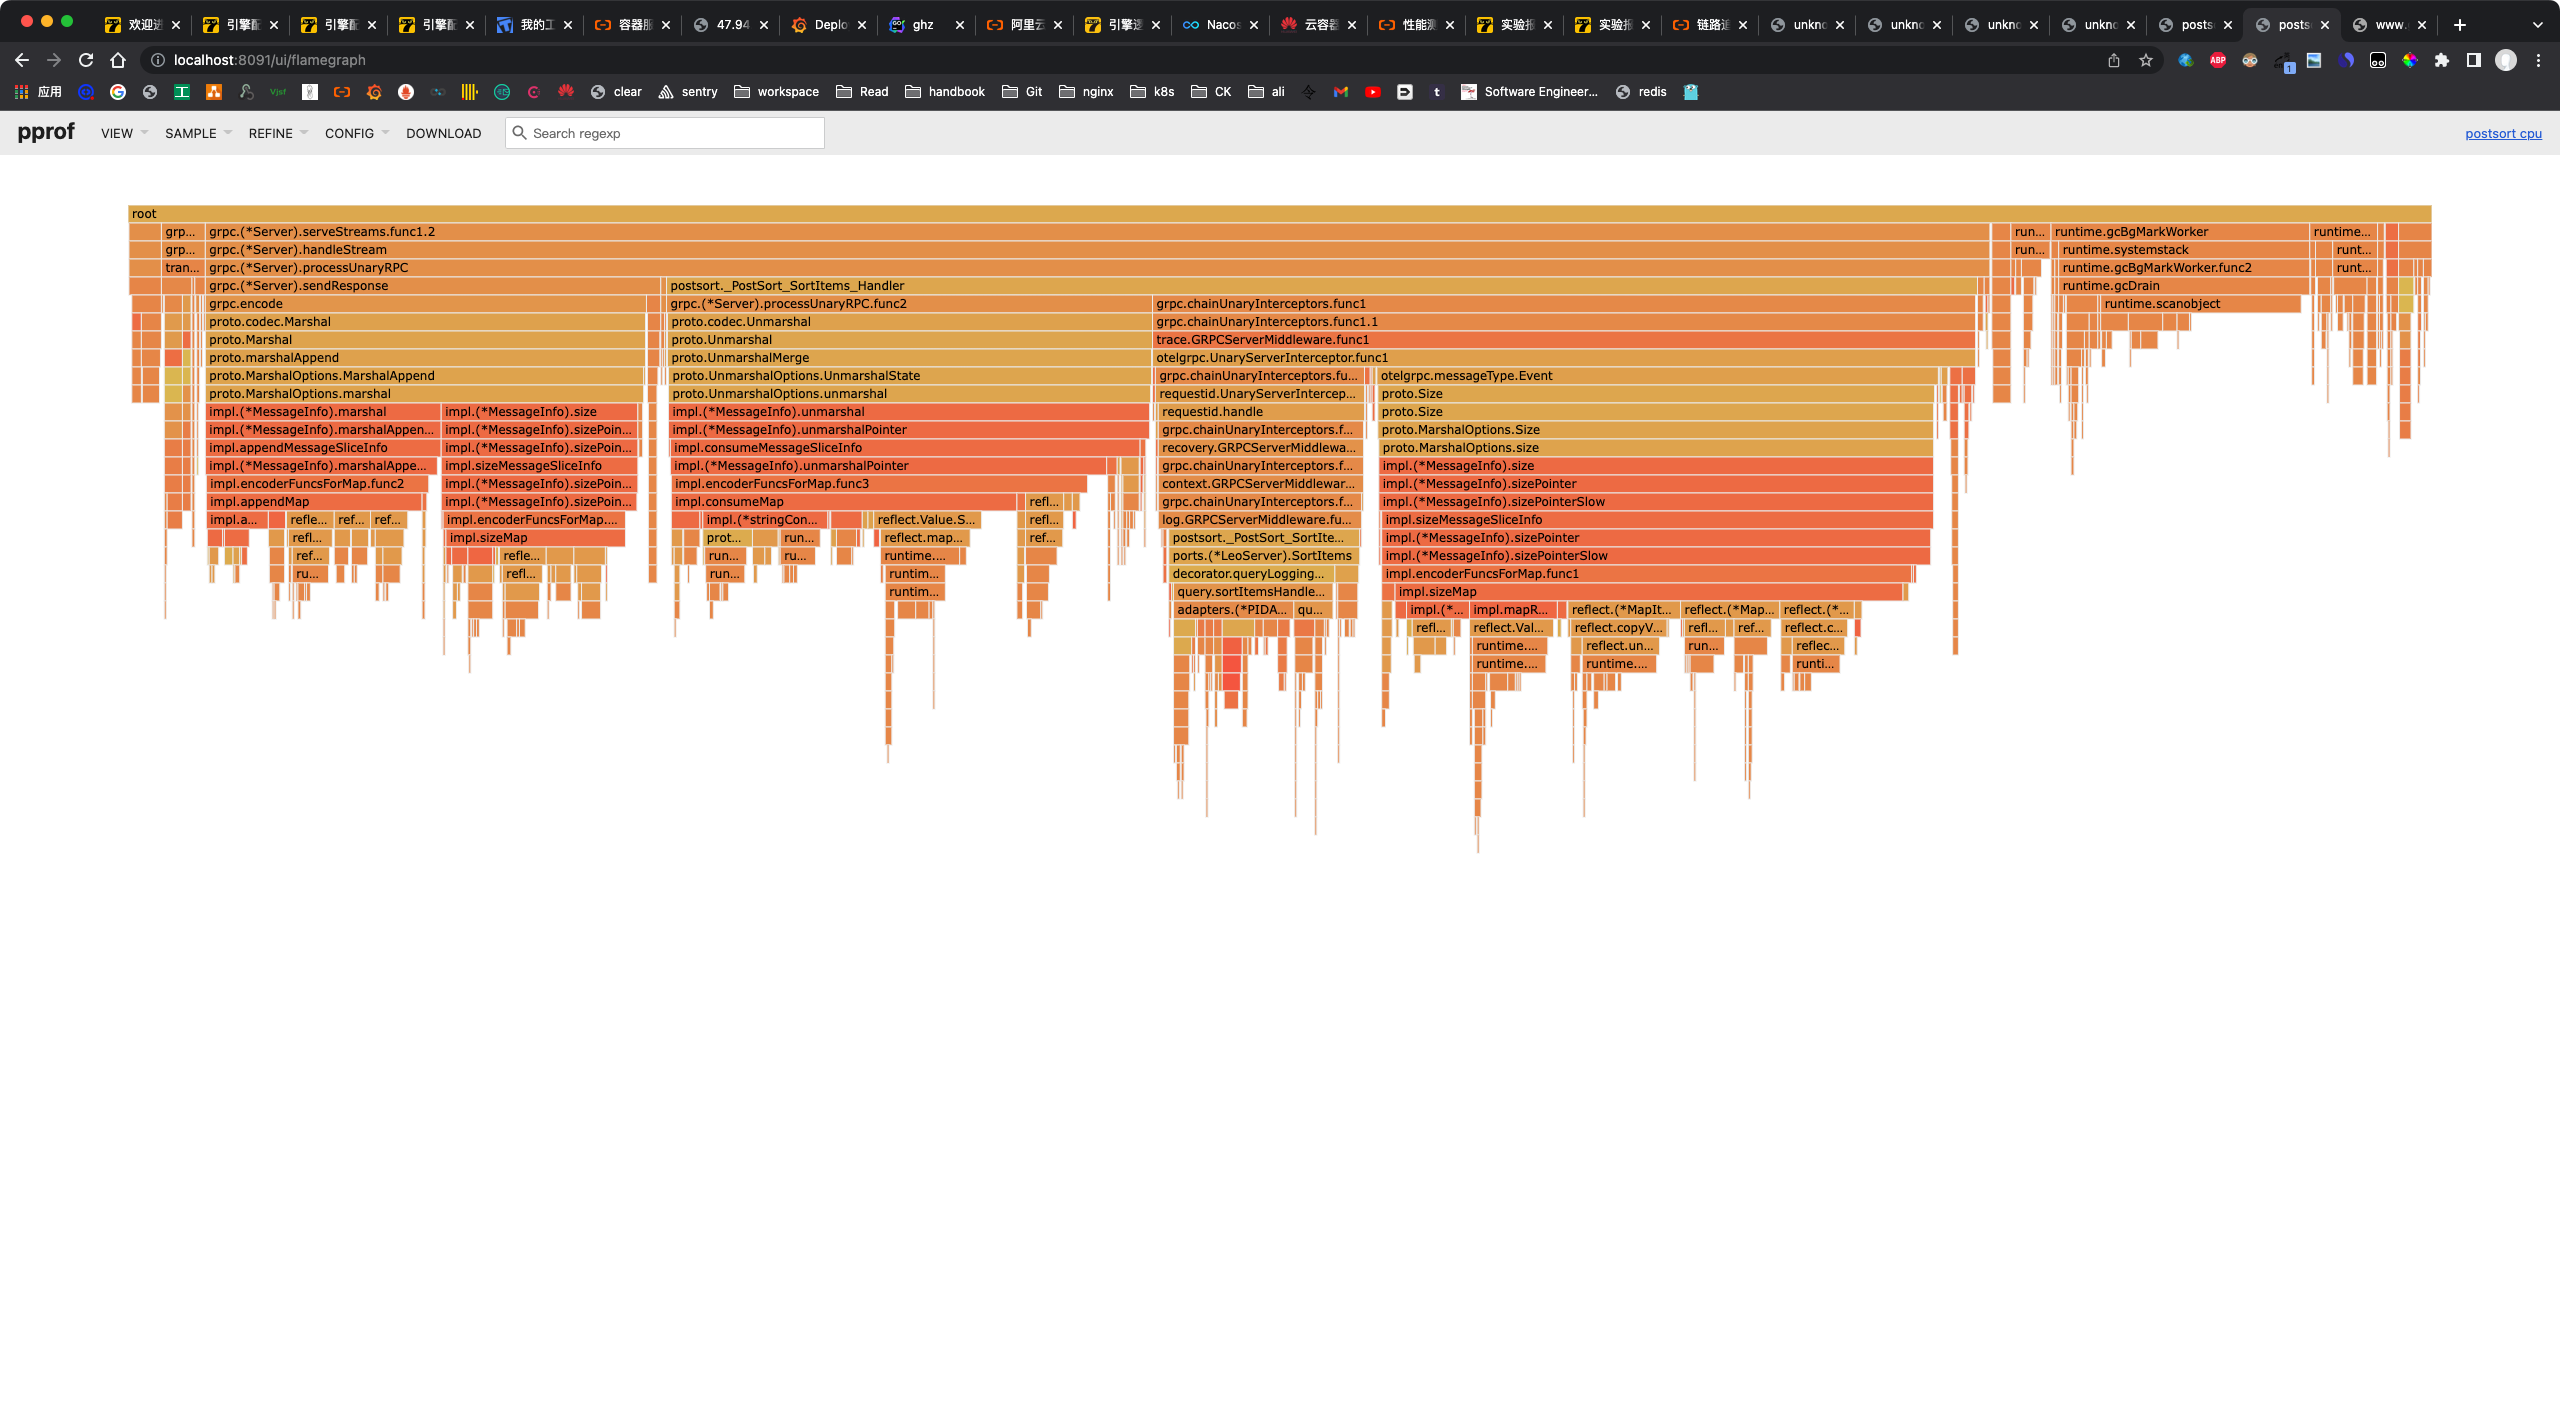 欢迎进 引擎配 引擎配 引擎配 我的工 容器服 47.94 Deplo ghz 阿里云 引擎逻 Nacos 云容器 性能测 实验报 实验报 链路追 unkno unkno unkno unkno posts posts www.
localhost:8091/ui/flamegraph
应用 clear sentry workspace Read handbook Git nginx k8s CK ali Software Engineer... redis
pprof VIEW SAMPLE REFINE CONFIG DOWNLOAD Search regexp postsort cpu
root
grp... grpc.(*Server).serveStreams.func1.2 run... runtime.gcBgMarkWorker runtime...
grp... grpc.(*Server).handleStream run... runtime.systemstack runt...
tran... grpc.(*Server).processUnaryRPC runtime.gcBgMarkWorker.func2 runt...
grpc.(*Server).sendResponse postsort._PostSort_SortItems_Handler runtime.gcDrain
grpc.encode grpc.(*Server).processUnaryRPC.func2 grpc.chainUnaryInterceptors.func1 runtime.scanobject
proto.codec.Marshal proto.codec.Unmarshal grpc.chainUnaryInterceptors.func1.1
proto.Marshal proto.Unmarshal trace.GRPCServerMiddleware.func1
proto.marshalAppend proto.UnmarshalMerge otelgrpc.UnaryServerInterceptor.func1
proto.MarshalOptions.MarshalAppend proto.UnmarshalOptions.UnmarshalState grpc.chainUnaryInterceptors.fu... otelgrpc.messageType.Event
proto.MarshalOptions.marshal proto.UnmarshalOptions.unmarshal requestid.UnaryServerIntercep... proto.Size
impl.(*MessageInfo).marshal impl.(*MessageInfo).size impl.(*MessageInfo).unmarshal requestid.handle proto.Size
impl.(*MessageInfo).marshalAppen... impl.(*MessageInfo).sizePoin... impl.(*MessageInfo).unmarshalPointer grpc.chainUnaryInterceptors.f... proto.MarshalOptions.Size
impl.appendMessageSliceInfo impl.(*MessageInfo).sizePoin... impl.consumeMessageSliceInfo recovery.GRPCServerMiddlewa... proto.MarshalOptions.size
impl.(*MessageInfo).marshalAppe... impl.sizeMessageSliceInfo impl.(*MessageInfo).unmarshalPointer grpc.chainUnaryInterceptors.f... impl.(*MessageInfo).size
impl.encoderFuncsForMap.func2 impl.(*MessageInfo).sizePoin... impl.encoderFuncsForMap.func3 context.GRPCServerMiddlewar... impl.(*MessageInfo).sizePointer
impl.appendMap impl.(*MessageInfo).sizePoin... impl.consumeMap refl... grpc.chainUnaryInterceptors.f... impl.(*MessageInfo).sizePointerSlow
impl.a... refle... ref... ref... impl.encoderFuncsForMap.... impl.(*stringCon... reflect.Value.S... refl... log.GRPCServerMiddleware.fu... impl.sizeMessageSliceInfo
refl... impl.sizeMap prot... run... reflect.map... ref... postsort._PostSort_SortIte... impl.(*MessageInfo).sizePointer
ref... refle... run... ru... runtime.... ports.(*LeoServer).SortItems impl.(*MessageInfo).sizePointerSlow
ru... refl... run... runtim... decorator.queryLogging... impl.encoderFuncsForMap.func1
runtim... query.sortItemsHandle... impl.sizeMap
adapters.(*PIDA... qu... impl.(*... impl.mapR... reflect.(*MapIt... reflect.(*Map... reflect.(*...
refl... reflect.Val... reflect.copyV... refl... ref... reflect.c...
runtime.... reflect.un... run... reflec...
runtime.... runtime.... runti...